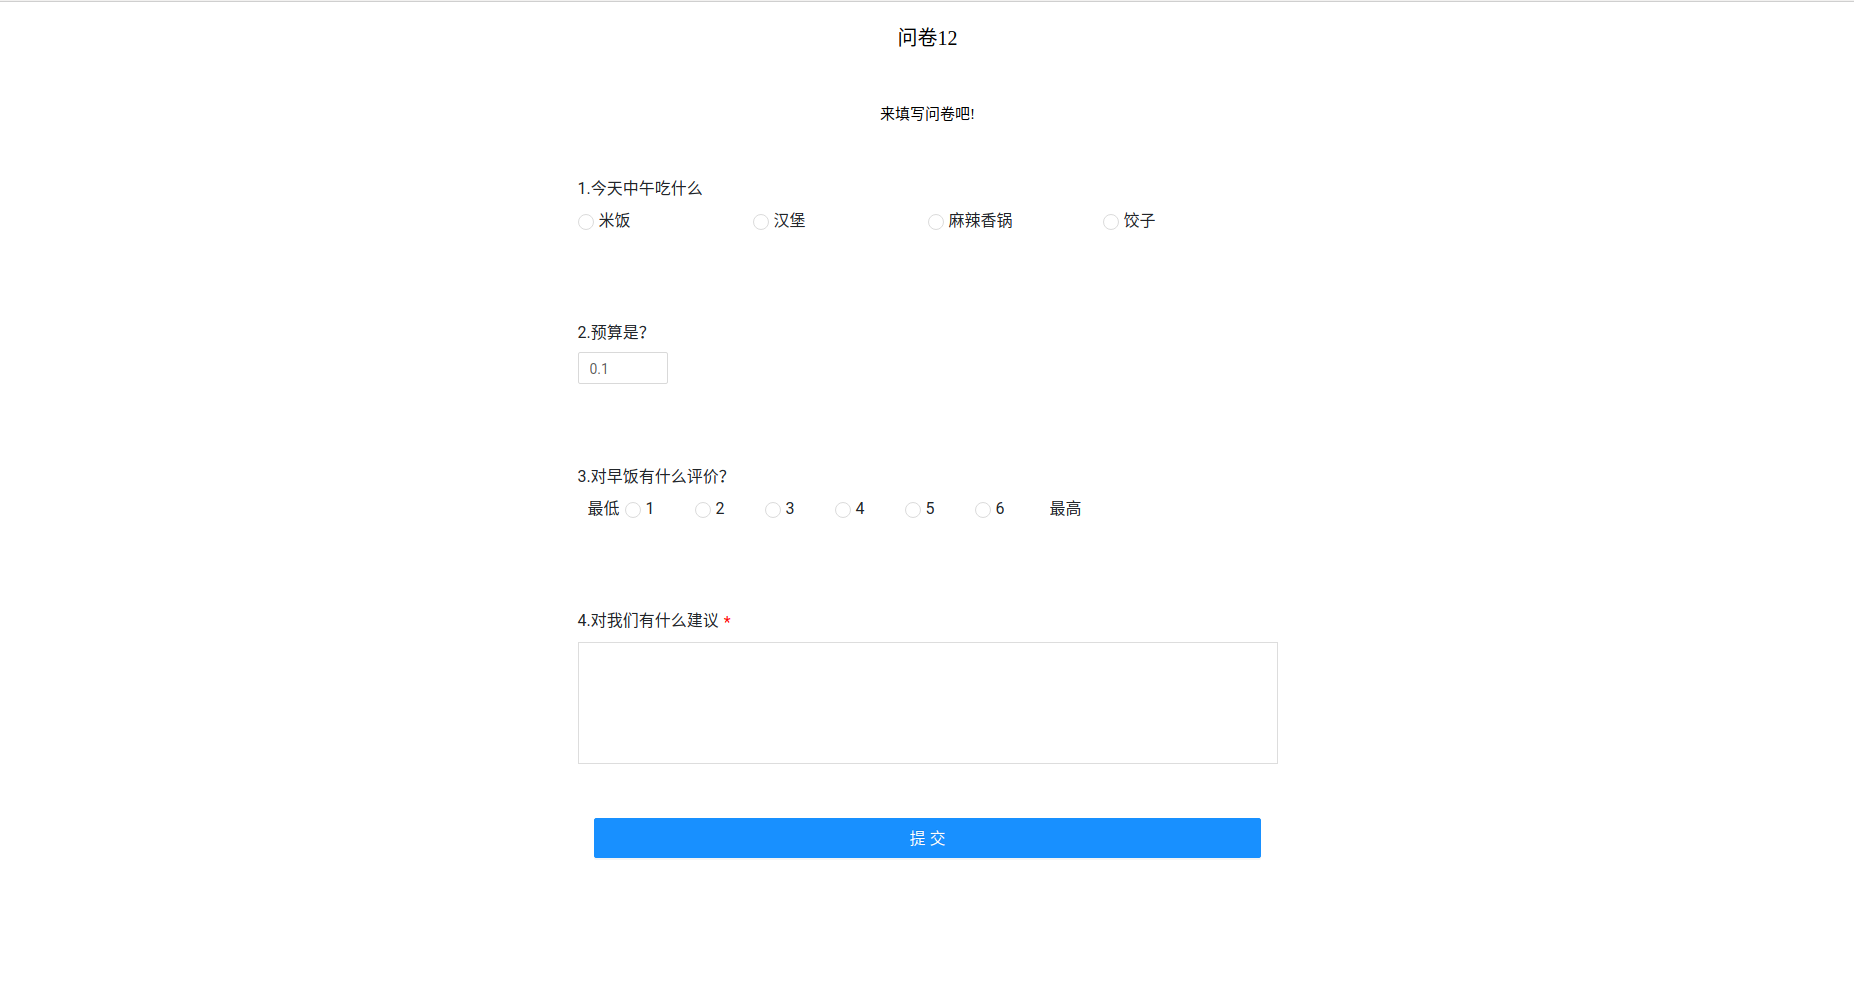 问卷12
来填写问卷吧!
1.今天中午吃什么
米饭 汉堡 麻辣香锅 饺子
2.预算是?
0.1
3.对早饭有什么评价?
最低 1 2 3 4 5 6 最高
4.对我们有什么建议 *
提 交